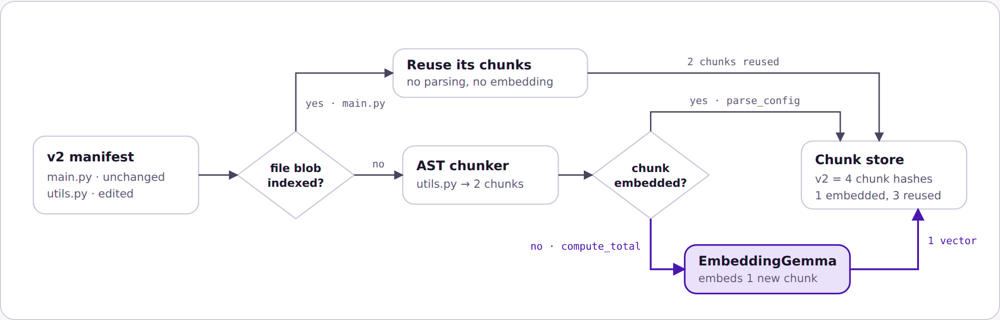 v2 manifest
main.py · unchanged
utils.py · edited
file blob
indexed?
yes · main.py
Reuse its chunks
no parsing, no embedding
2 chunks reused
no
AST chunker
utils.py → 2 chunks
chunk
embedded?
yes · parse_config
no · compute_total
EmbeddingGemma
embeds 1 new chunk
1 vector
Chunk store
v2 = 4 chunk hashes
1 embedded, 3 reused